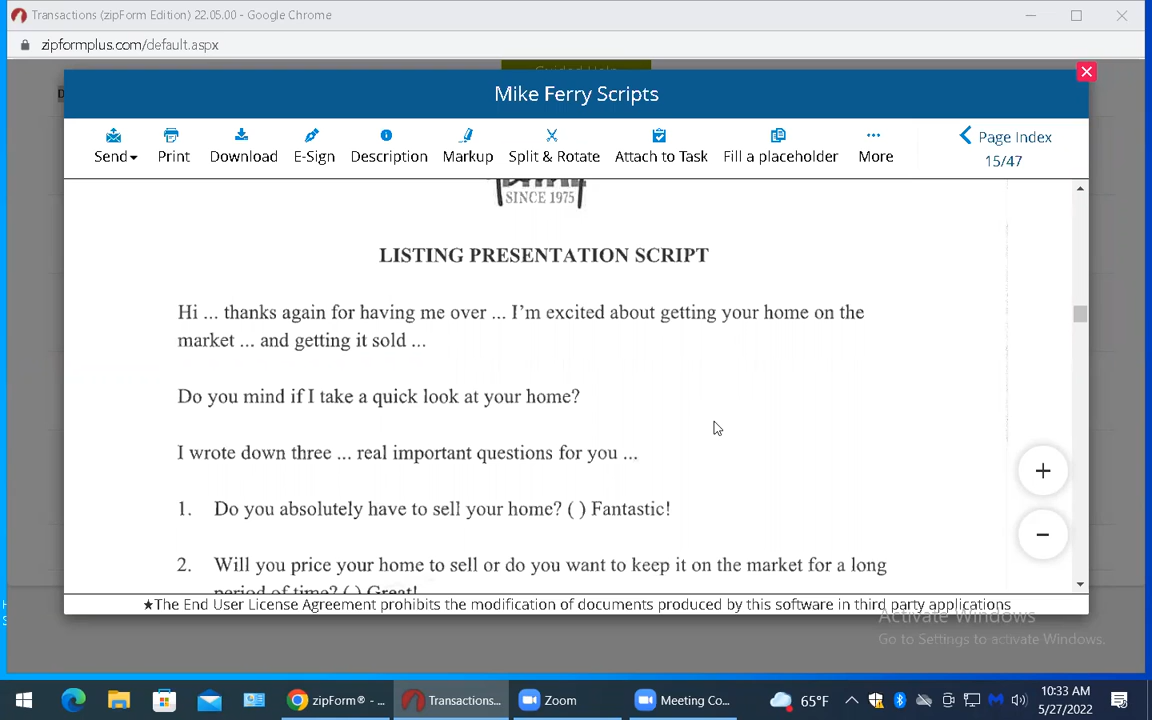 Transactions (zipForm Edition) 22.05.00 - Google Chrome
zipformplus.com/default.aspx
Mike Ferry Scripts
Send Print Download E-Sign Description Markup Split & Rotate Attach to Task Fill a placeholder More
Page Index
15/47
SINCE 1975
LISTING PRESENTATION SCRIPT
Hi ... thanks again for having me over ... I'm excited about getting your home on the
market ... and getting it sold ...
Do you mind if I take a quick look at your home?
I wrote down three ... real important questions for you ...
1. Do you absolutely have to sell your home? ( ) Fantastic!
2. Will you price your home to sell or do you want to keep it on the market for a long
period of time? ( ) Great!
★The End User License Agreement prohibits the modification of documents produced by this software in third party applications
Activate Windows
Go to Settings to activate Windows.
zipForm® - ... Transactions... Zoom Meeting Co... 65°F
10:33 AM
5/27/2022